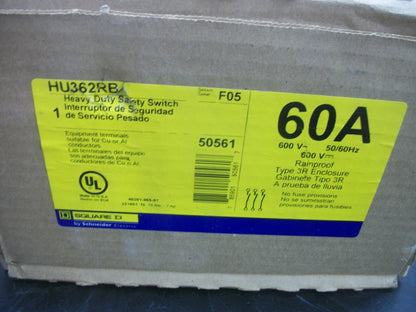 HU362RB
F05
Heavy Duty Safety Switch
1
Interruptor de Seguridad
de Servicio Pesado
60A
600 V~ 50/60Hz
600 V
Rainproof
Type 3R Enclosure
Gabinete Tipo 3R
A prueba de lluvia
Equipment terminals
suitable for Cu or Al
conductors
Las terminales del equipo
son adecuadas para
conductores de Cu o Al
50561
UL
No fuse provisions
No se suministran
provisiones para fusibles
SQUARE D
by Schneider Electric